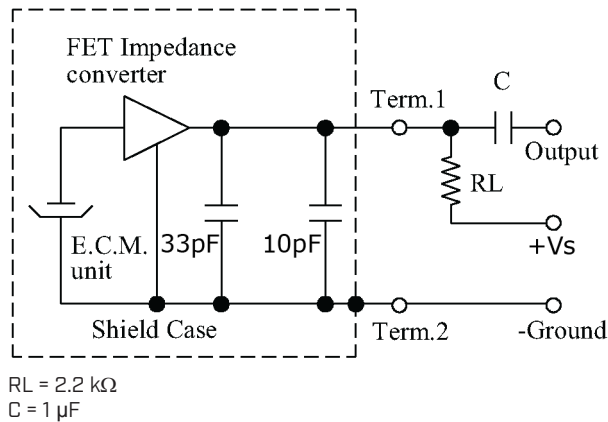 FET Impedance
converter
Term.1
C
Output
RL
+Vs
E.C.M.
unit
33pF
10pF
Shield Case
Term.2
-Ground
RL = 2.2 kΩ
C = 1 µF